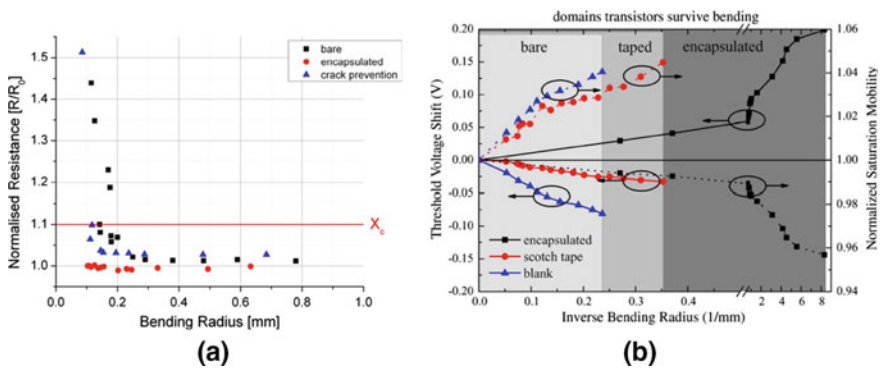 1.5
1.4
1.3
1.2
1.1
1.0
0.0
0.2
0.4
0.6
0.8
1.0
Normalised Resistance [R/R₀]
Bending Radius [mm]
bare
encapsulated
crack prevention
X_c
(a)
domains transistors survive bending
bare
taped
encapsulated
0.20
0.15
0.10
0.05
0.00
-0.05
-0.10
-0.15
-0.20
Threshold Voltage Shift (V)
1.06
1.04
1.02
1.00
0.98
0.96
0.94
Normalized Saturation Mobility
encapsulated
scotch tape
blank
0.0
0.1
0.2
0.3
0.4
0.5
2
4
6
8
Inverse Bending Radius (1/mm)
(b)